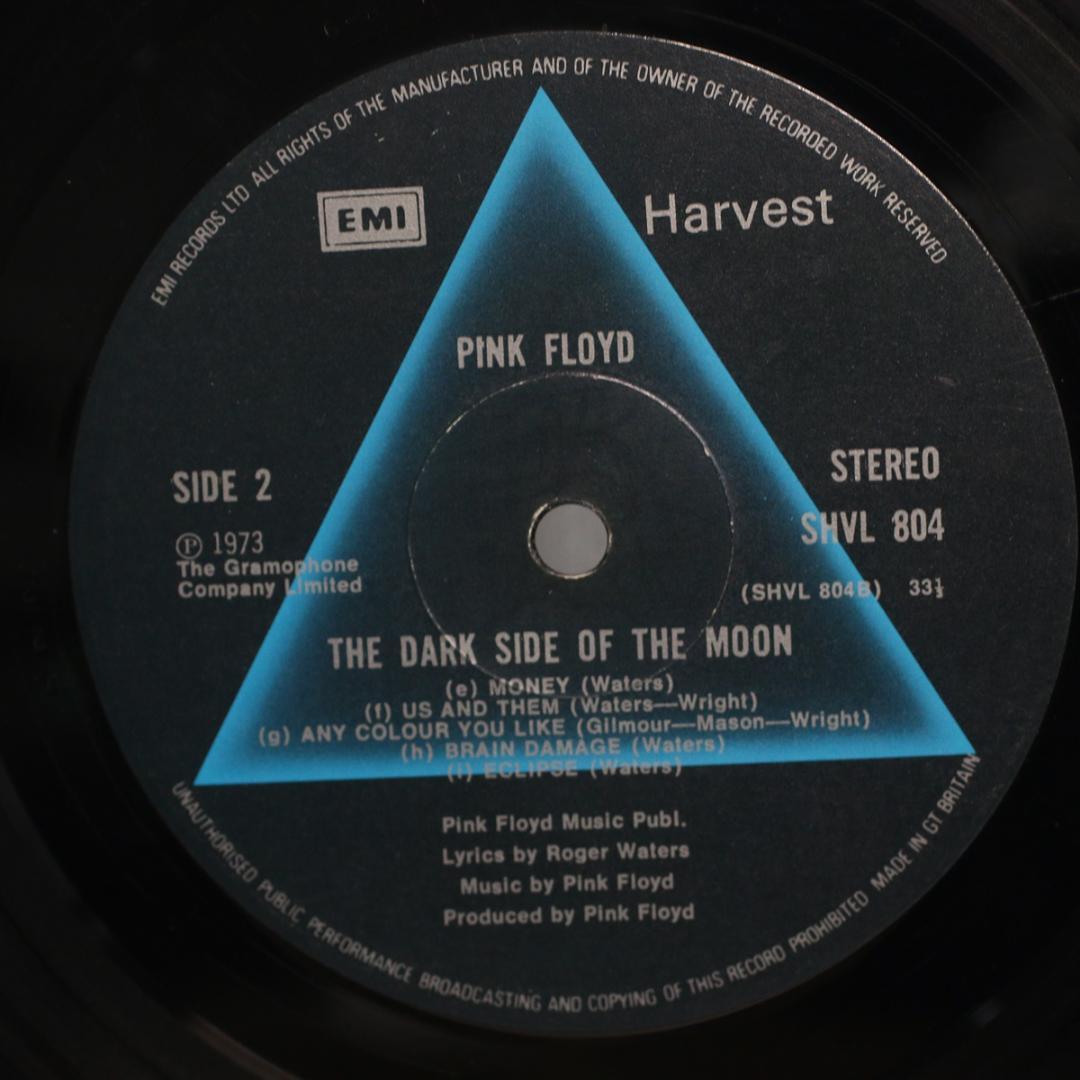 EMI RECORDS LTD ALL RIGHTS OF THE MANUFACTURER AND OF THE OWNER OF THE RECORDED WORK RESERVED
EMI
Harvest
PINK FLOYD
SIDE 2
Ⓟ 1973
The Gramophone
Company Limited
STEREO
SHVL 804
(SHVL 804B) 33⅓
THE DARK SIDE OF THE MOON
(e) MONEY (Waters)
(f) US AND THEM (Waters—Wright)
(g) ANY COLOUR YOU LIKE (Gilmour—Mason—Wright)
(h) BRAIN DAMAGE (Waters)
(i) ECLIPSE (Waters)
Pink Floyd Music Publ.
Lyrics by Roger Waters
Music by Pink Floyd
Produced by Pink Floyd
UNAUTHORISED PUBLIC PERFORMANCE BROADCASTING AND COPYING OF THIS RECORD PROHIBITED MADE IN GT BRITAIN